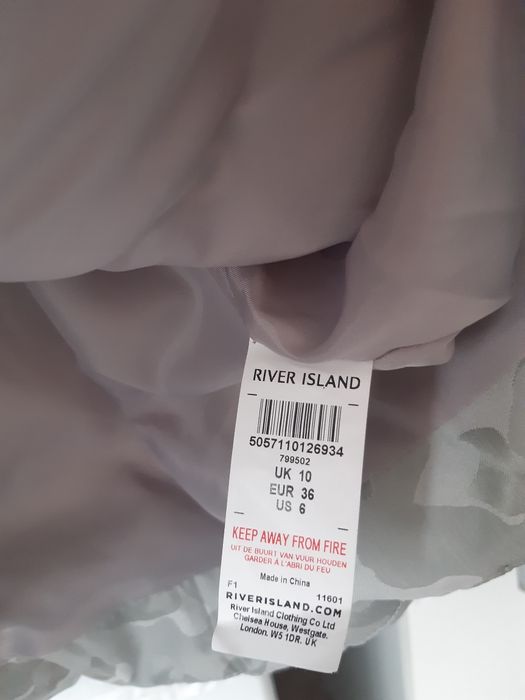 RIVER ISLAND
5057110126934
799502
UK 10
EUR 36
US 6
KEEP AWAY FROM FIRE
UIT DE BUURT VAN VUUR HOUDEN
GARDER À L'ABRI DU FEU
Made in China
F1 11601
RIVERISLAND.COM
River Island Clothing Co Ltd
Chelsea House, Westgate,
London, W5 1DR. UK